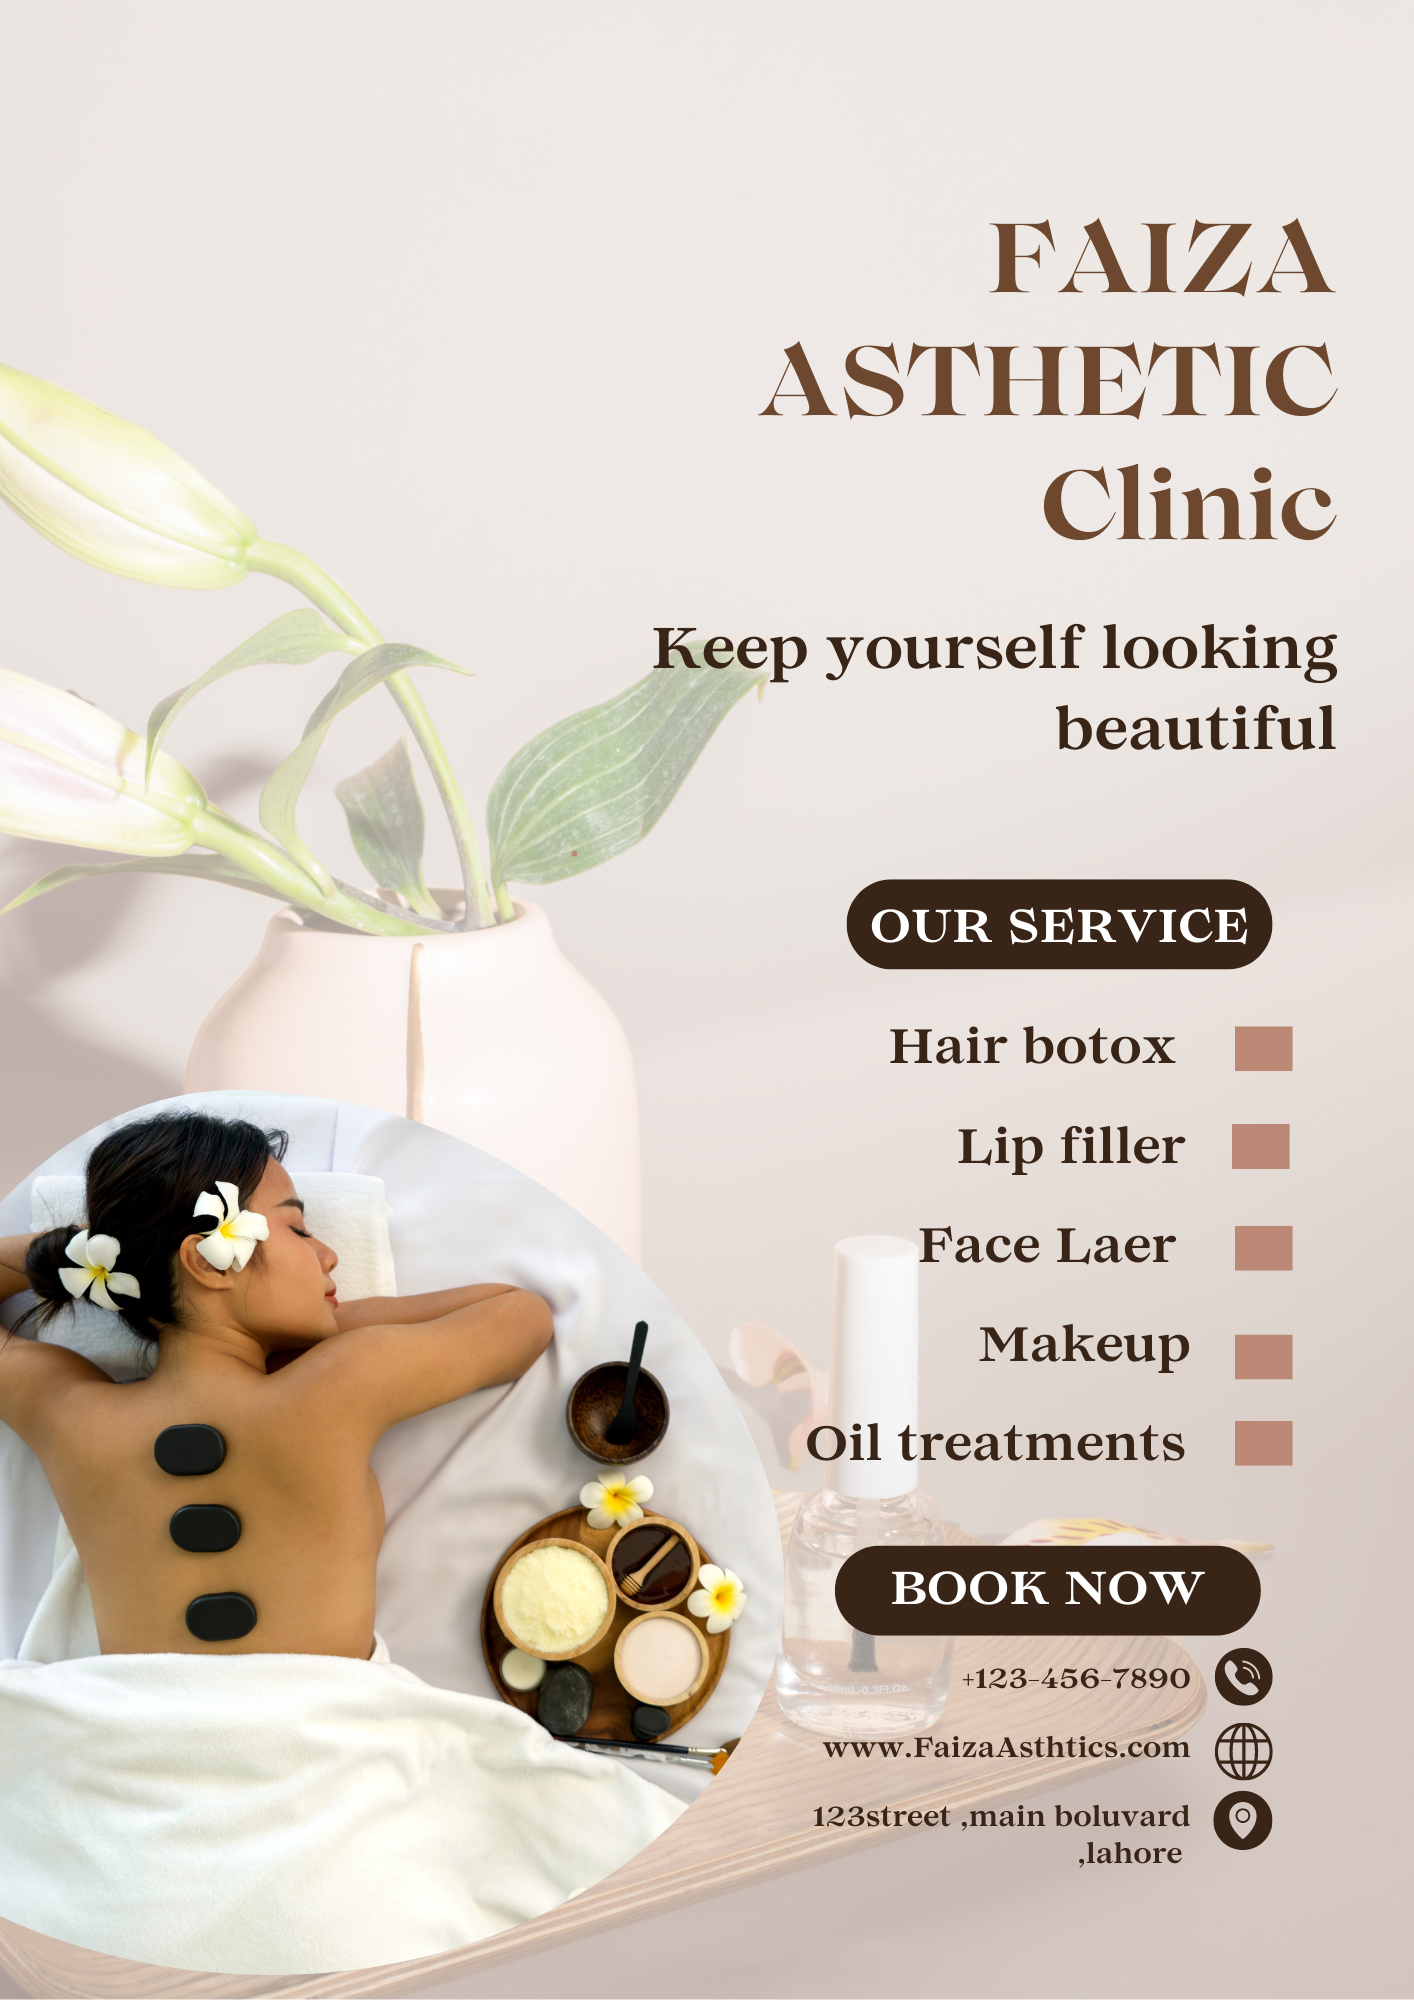 FAIZA
ASTHETIC
Clinic
Keep yourself looking
beautiful
OUR SERVICE
Hair botox
Lip filler
Face Laer
Makeup
Oil treatments
BOOK NOW
+123-456-7890
www.FaizaAsthtics.com
123street ,main boluvard
,lahore